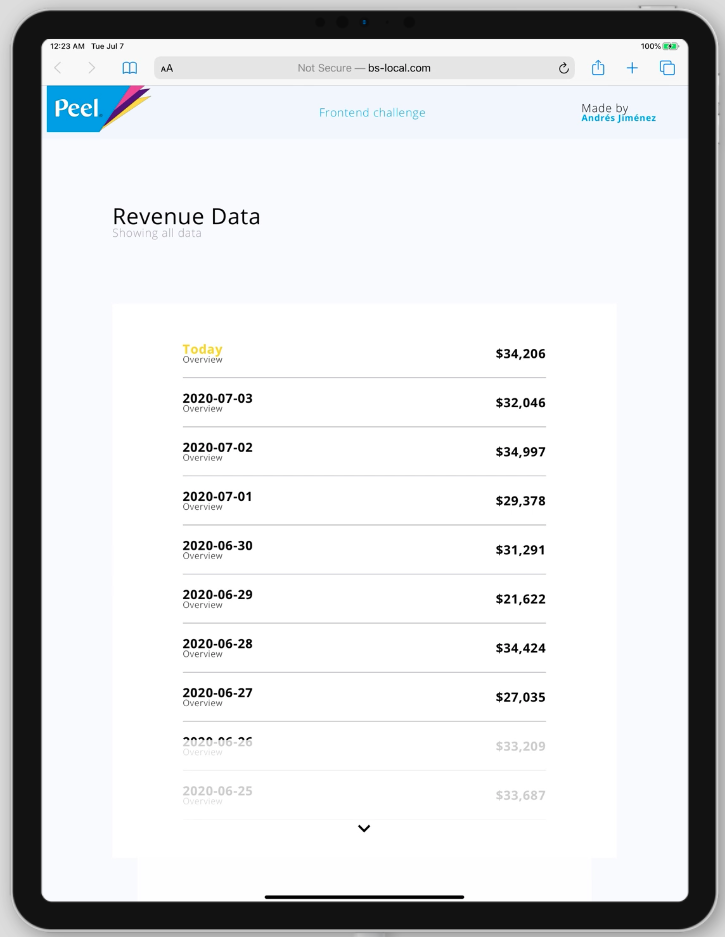 12:23 AM Tue Jul 7 100%
AA Not Secure — bs-local.com
Peel
Frontend challenge
Made by
Andrés Jiménez
Revenue Data
Showing all data
Today
Overview
$34,206
2020-07-03
Overview
$32,046
2020-07-02
Overview
$34,997
2020-07-01
Overview
$29,378
2020-06-30
Overview
$31,291
2020-06-29
Overview
$21,622
2020-06-28
Overview
$34,424
2020-06-27
Overview
$27,035
2020-06-26
Overview
$33,209
2020-06-25
Overview
$33,687